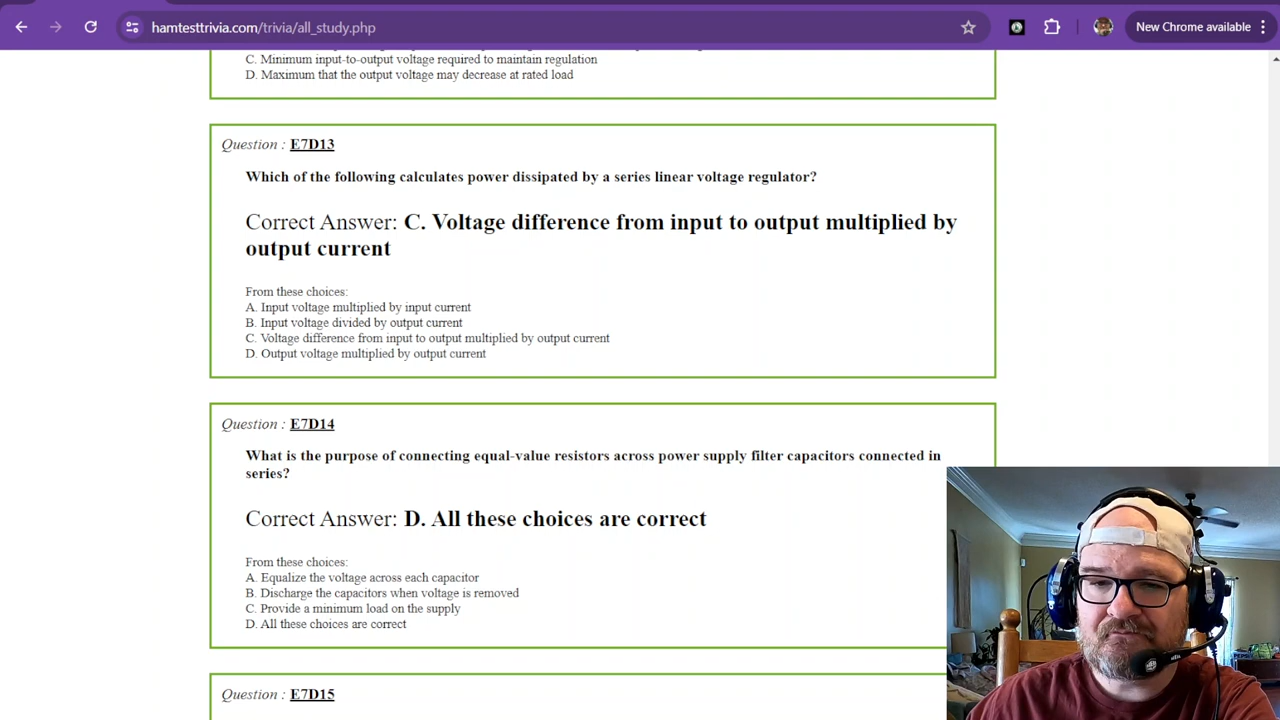 hamtesttrivia.com/trivia/all_study.php
New Chrome available
C. Minimum input-to-output voltage required to maintain regulation
D. Maximum that the output voltage may decrease at rated load
Question : E7D13
Which of the following calculates power dissipated by a series linear voltage regulator?
Correct Answer: C. Voltage difference from input to output multiplied by
output current
From these choices:
A. Input voltage multiplied by input current
B. Input voltage divided by output current
C. Voltage difference from input to output multiplied by output current
D. Output voltage multiplied by output current
Question : E7D14
What is the purpose of connecting equal-value resistors across power supply filter capacitors connected in
series?
Correct Answer: D. All these choices are correct
From these choices:
A. Equalize the voltage across each capacitor
B. Discharge the capacitors when voltage is removed
C. Provide a minimum load on the supply
D. All these choices are correct
Question : E7D15